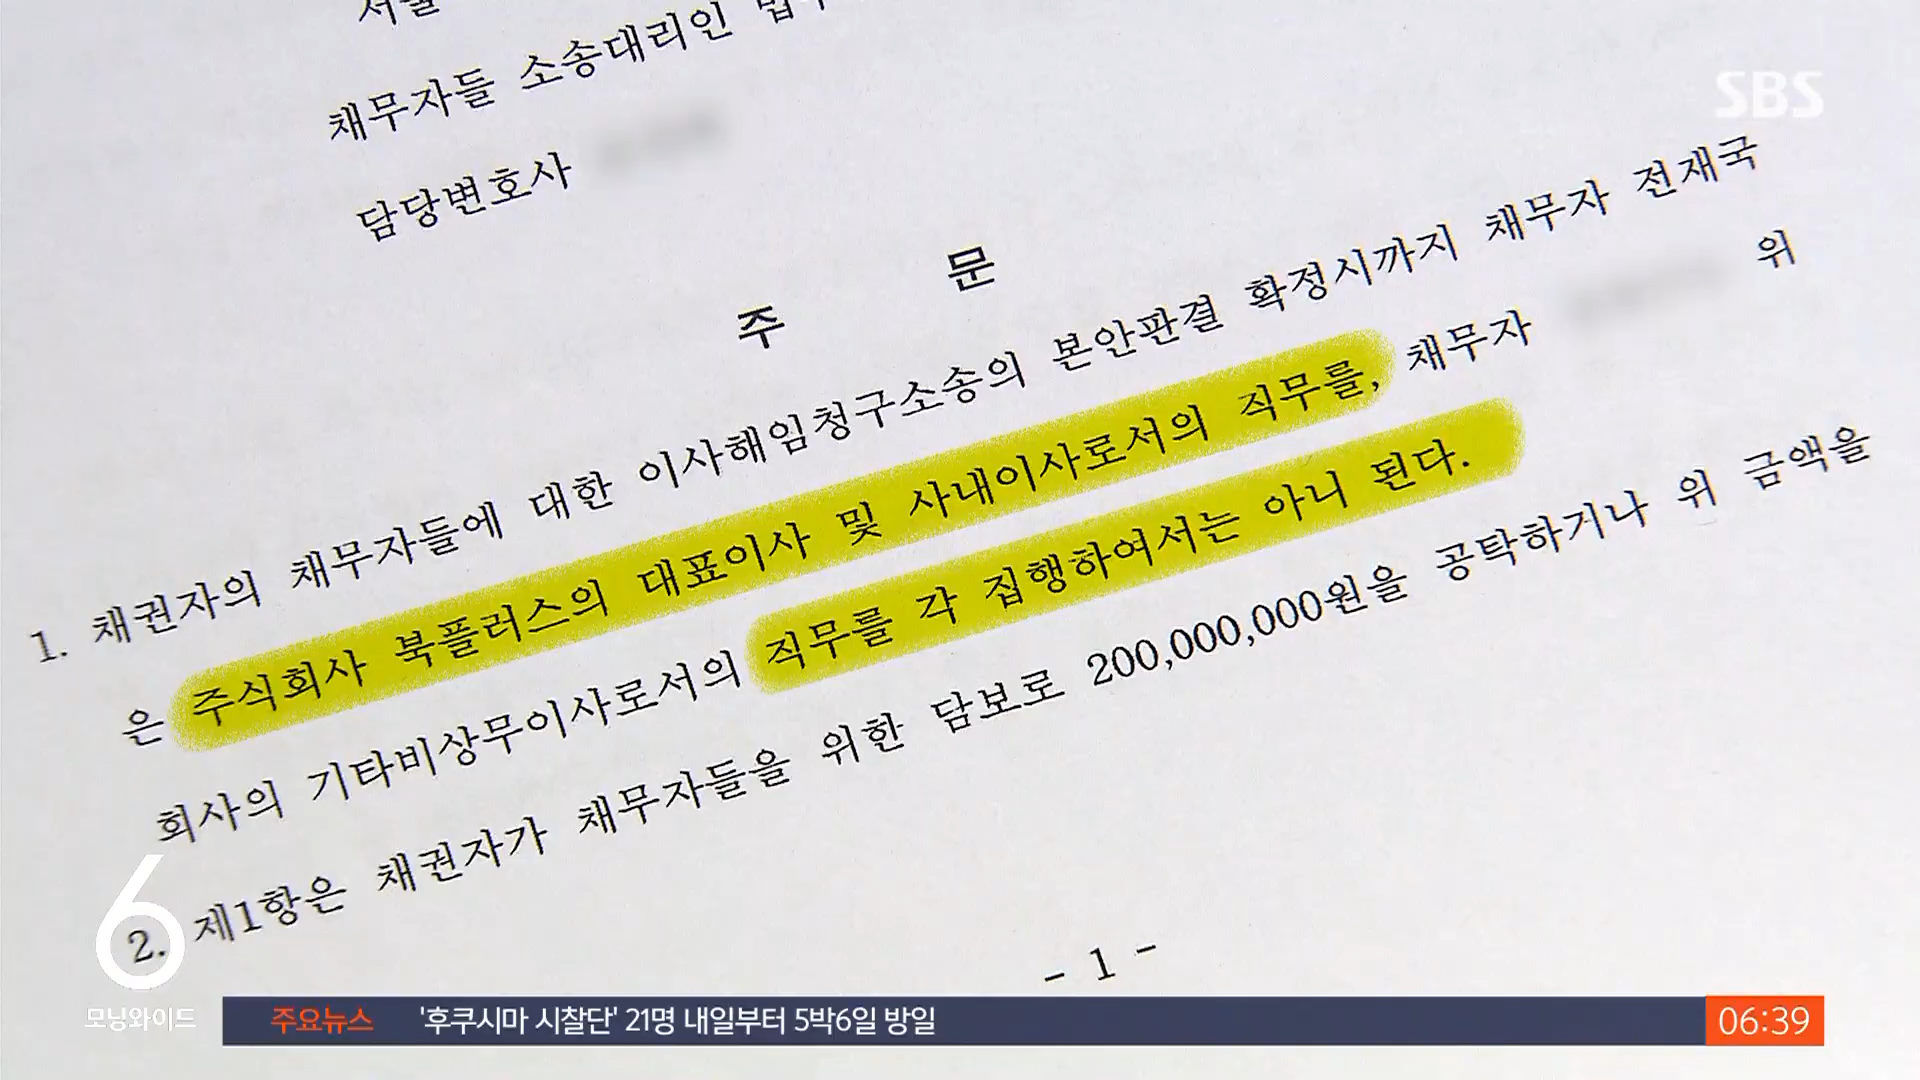 SBS
채무자들 소송대리인
담당변호사
주 문
1. 채권자의 채무자들에 대한 이사해임청구소송의 본안판결 확정시까지 채무자 전재국
은 주식회사 북플러스의 대표이사 및 사내이사로서의 직무를, 채무자 위
회사의 기타비상무이사로서의 직무를 각 집행하여서는 아니 된다.
2. 제1항은 채권자가 채무자들을 위한 담보로 200,000,000원을 공탁하거나 위 금액을
- 1 -
6
모닝와이드
주요뉴스 '후쿠시마 시찰단' 21명 내일부터 5박6일 방일
06:39